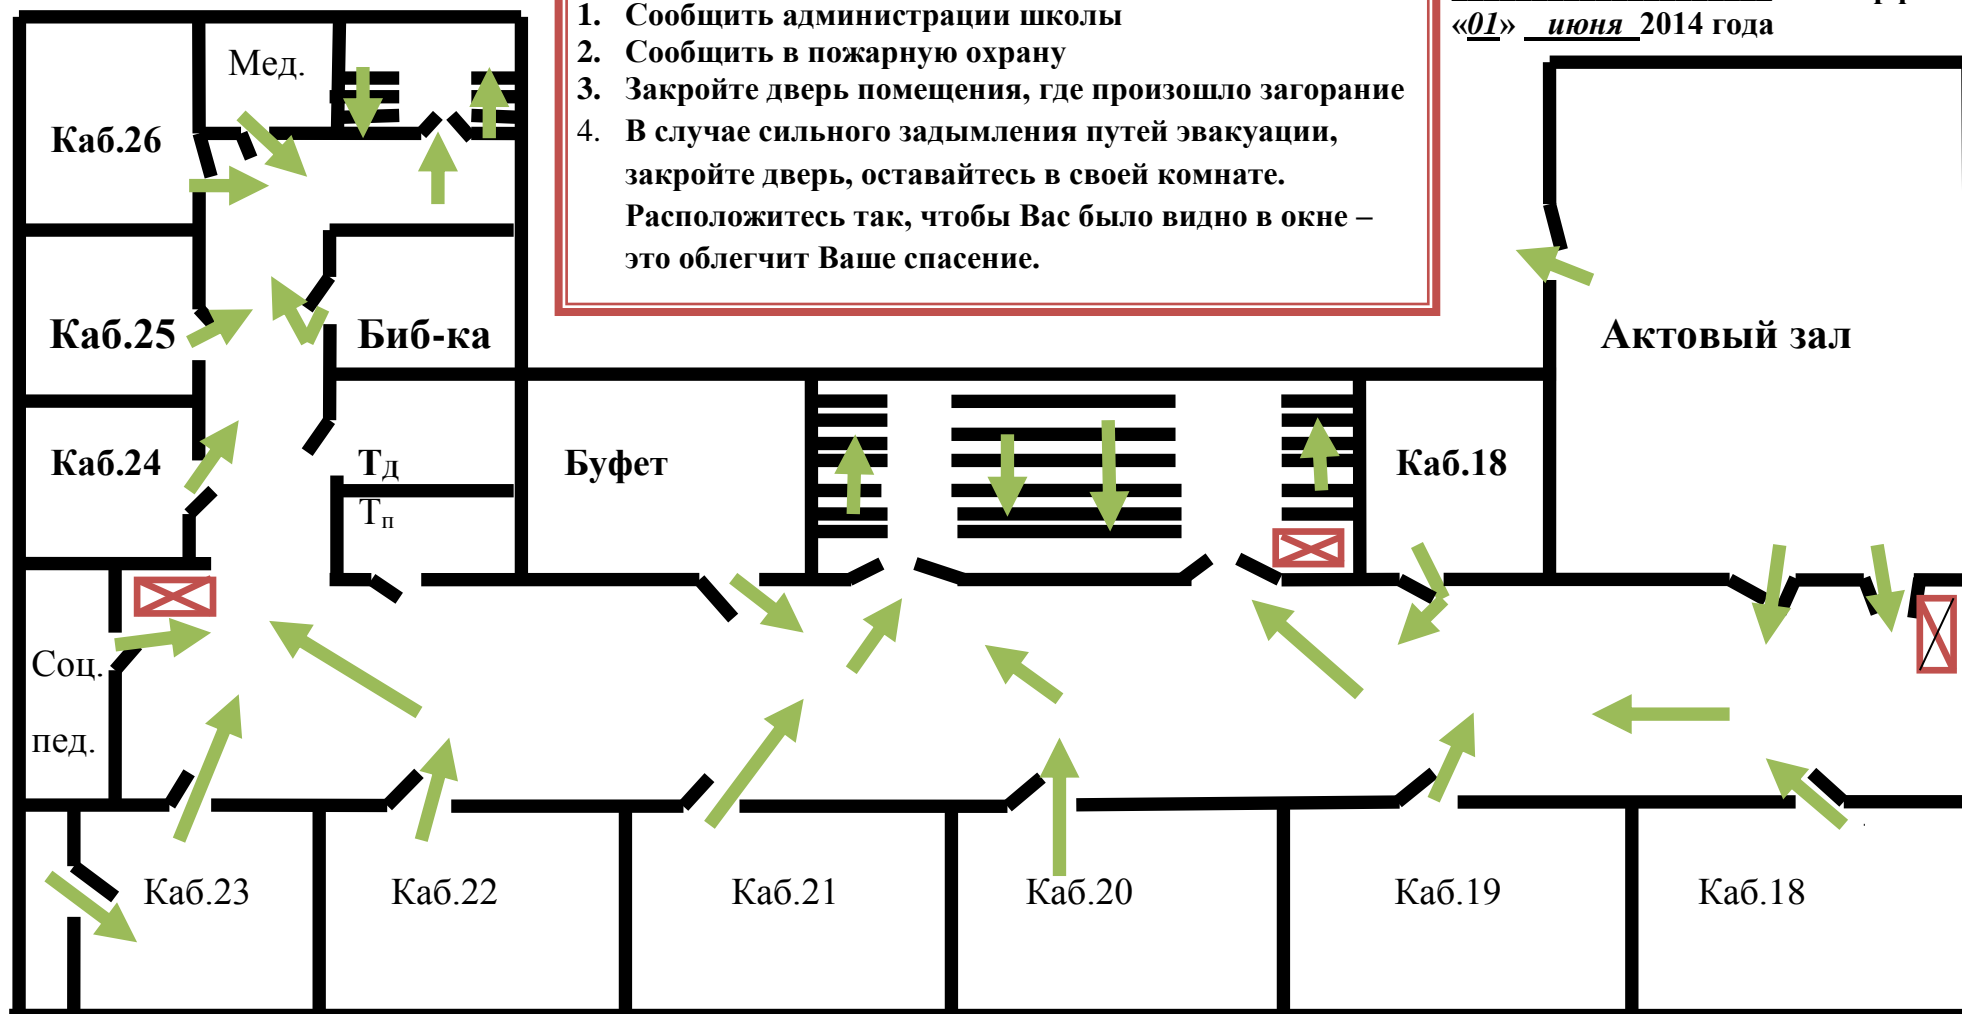 1. Сообщить администрации школы
2. Сообщить в пожарную охрану
3. Закройте дверь помещения, где произошло загорание
4. В случае сильного задымления путей эвакуации,
закройте дверь, оставайтесь в своей комнате.
Расположитесь так, чтобы Вас было видно в окне –
это облегчит Ваше спасение.
«01» июня 2014 года
Мед.
Каб.26
Каб.25
Биб-ка
Актовый зал
Каб.24
Тд
Тп
Буфет
Каб.18
Соц.
пед.
Каб.23
Каб.22
Каб.21
Каб.20
Каб.19
Каб.18